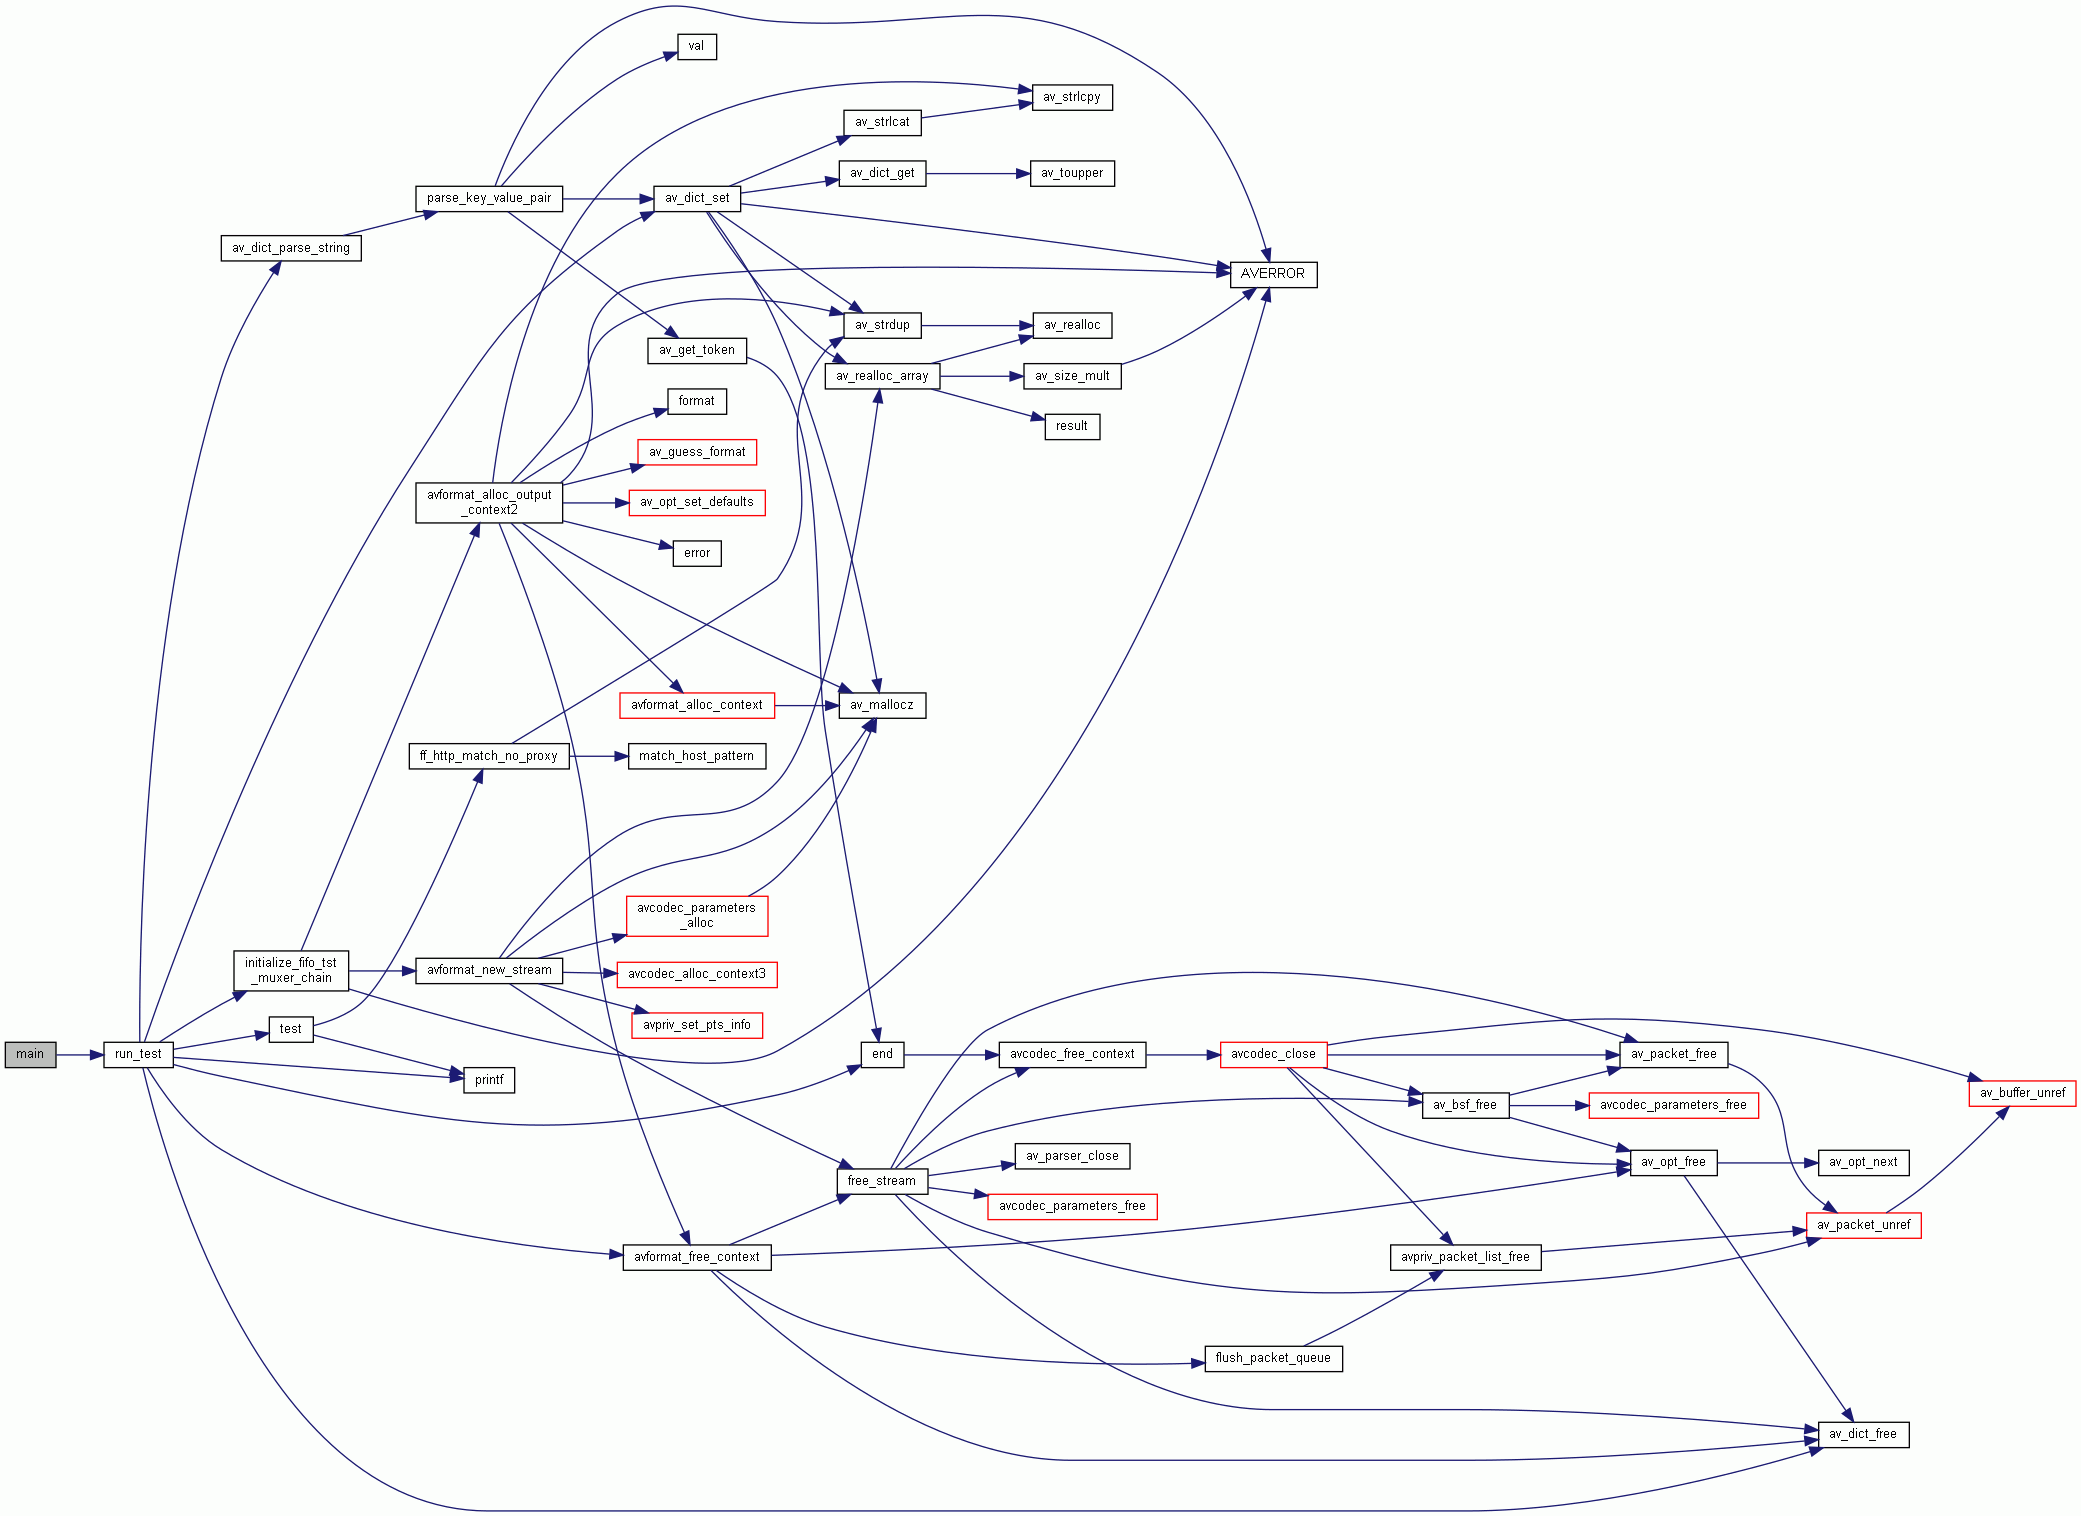 val
av_strlcpy
av_strlcat
av_dict_get
av_toupper
parse_key_value_pair
av_dict_set
av_dict_parse_string
AVERROR
av_strdup
av_realloc
av_get_token
av_realloc_array
av_size_mult
format
result
av_guess_format
avformat_alloc_output
_context2
av_opt_set_defaults
error
avformat_alloc_context
av_mallocz
ff_http_match_no_proxy
match_host_pattern
avcodec_parameters
_alloc
initialize_fifo_tst
_muxer_chain
avformat_new_stream
avcodec_alloc_context3
test
avpriv_set_pts_info
main
run_test
end
avcodec_free_context
avcodec_close
av_packet_free
printf
av_buffer_unref
av_bsf_free
avcodec_parameters_free
av_parser_close
av_opt_free
av_opt_next
free_stream
avcodec_parameters_free
av_packet_unref
avformat_free_context
avpriv_packet_list_free
flush_packet_queue
av_dict_free